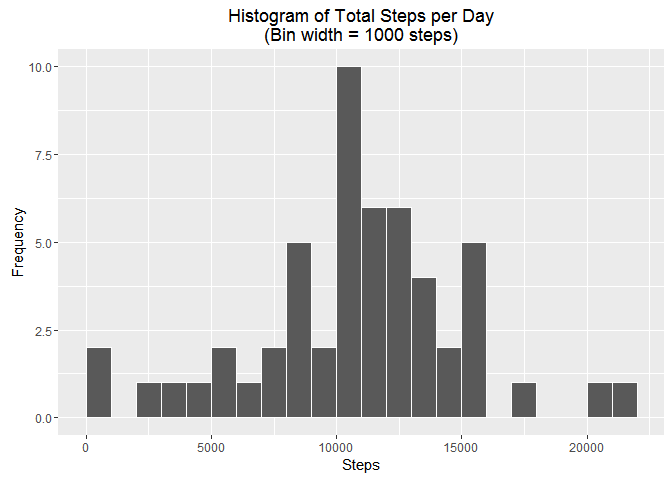 Histogram of Total Steps per Day
(Bin width = 1000 steps)
10.0
7.5
5.0
2.5
0.0
Frequency
0 5000 10000 15000 20000
Steps